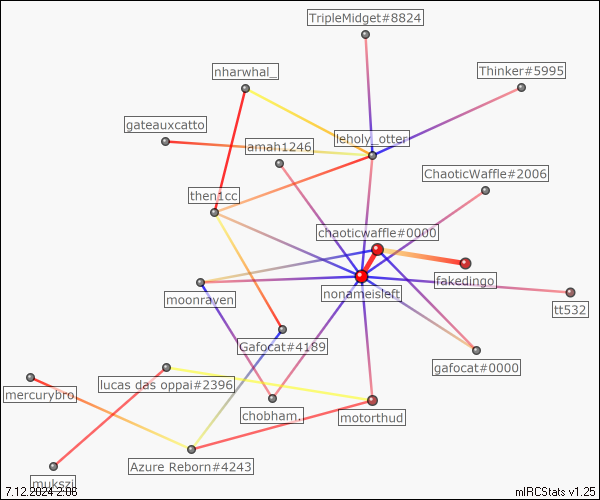 TripleMidget#8824
nharwhal_
Thinker#5995
gateauxcatto
leholy_otter
amah1246
ChaoticWaffle#2006
then1cc
chaoticwaffle#0000
fakedingo
moonraven
nonameisleft
tt532
Gafocat#4189
gafocat#0000
lucas das oppai#2396
mercurybro
chobham.
motorthud
Azure Reborn#4243
mukszi
7.12.2024 2:06
mIRCStats v1.25